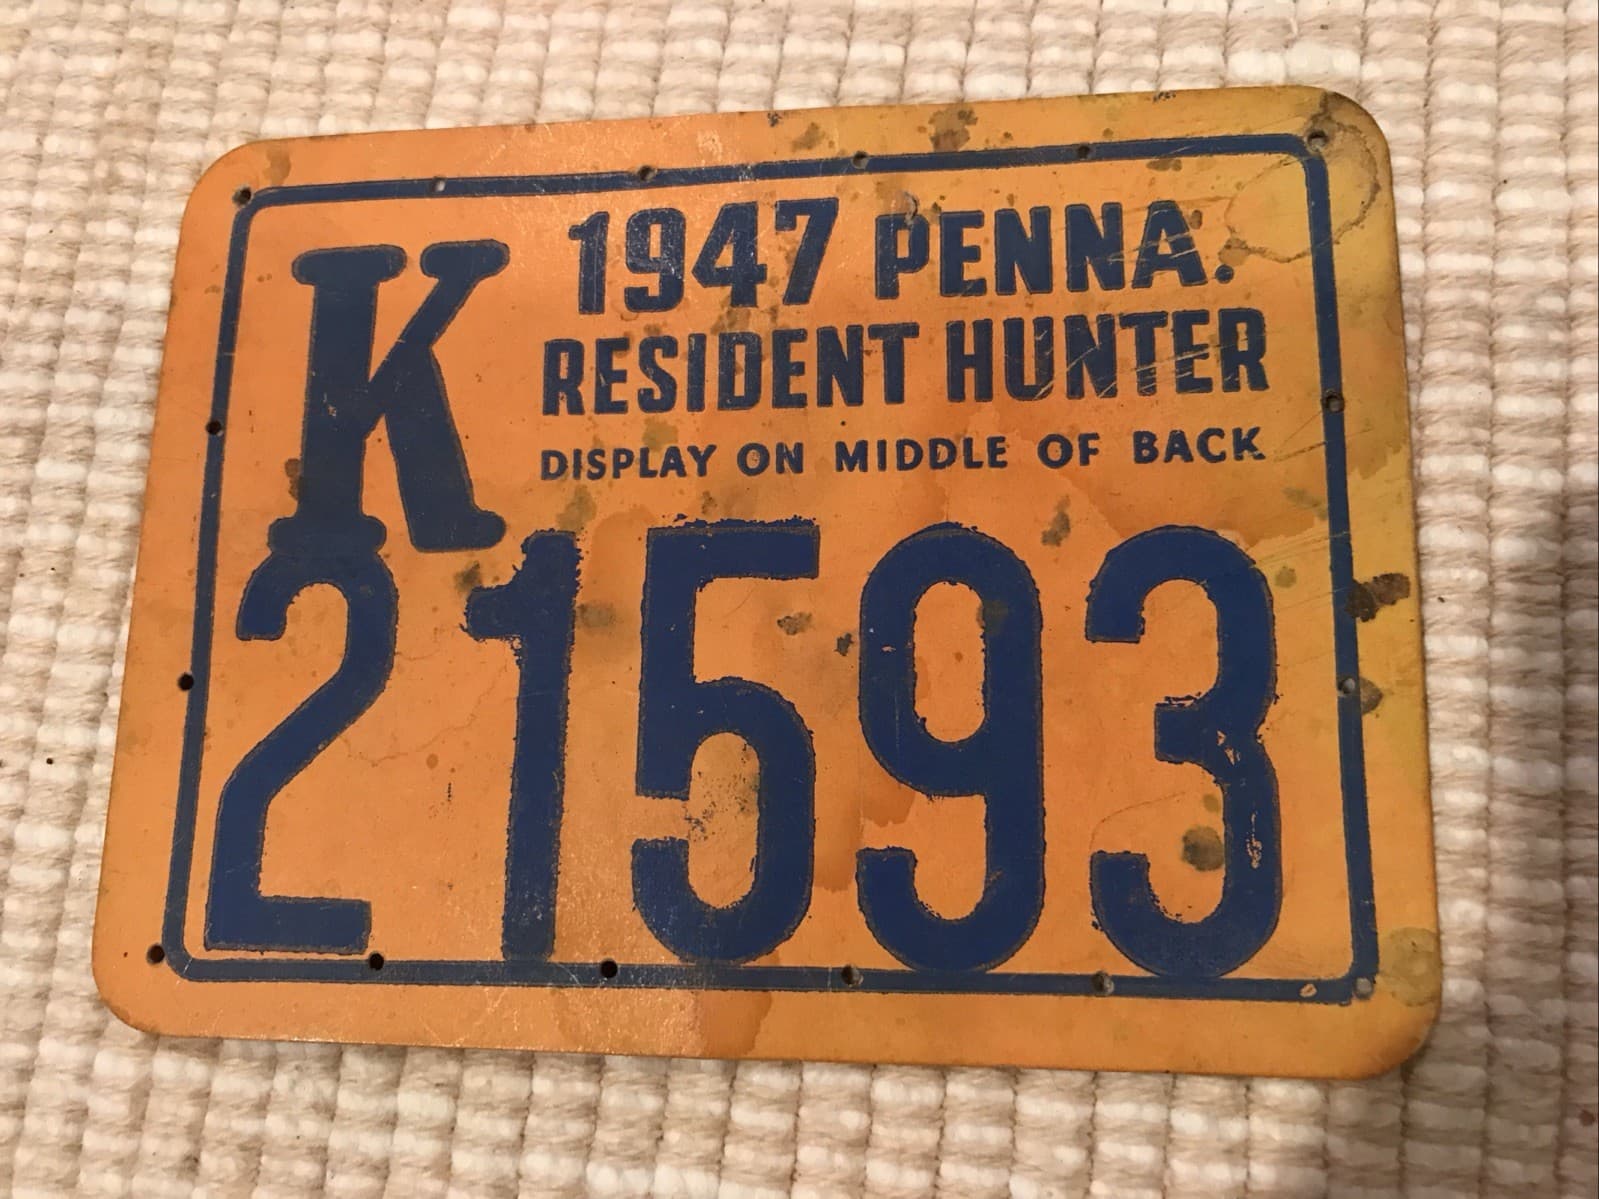 K
1947 PENNA.
RESIDENT HUNTER
DISPLAY ON MIDDLE OF BACK
21593